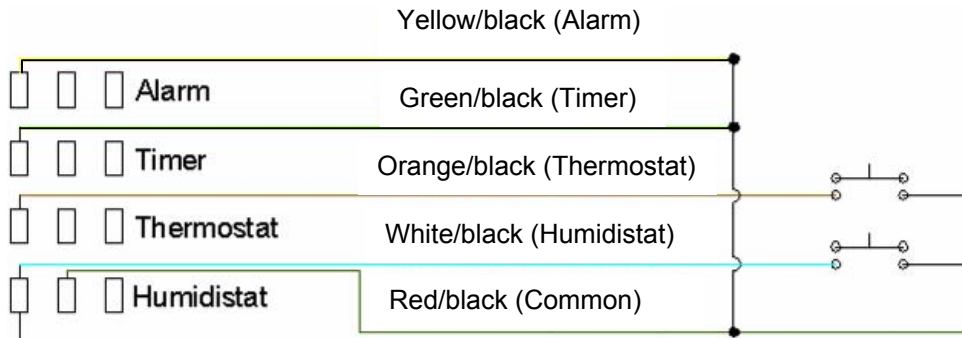 Yellow/black (Alarm)
Alarm
Green/black (Timer)
Timer
Orange/black (Thermostat)
Thermostat
White/black (Humidistat)
Humidistat
Red/black (Common)